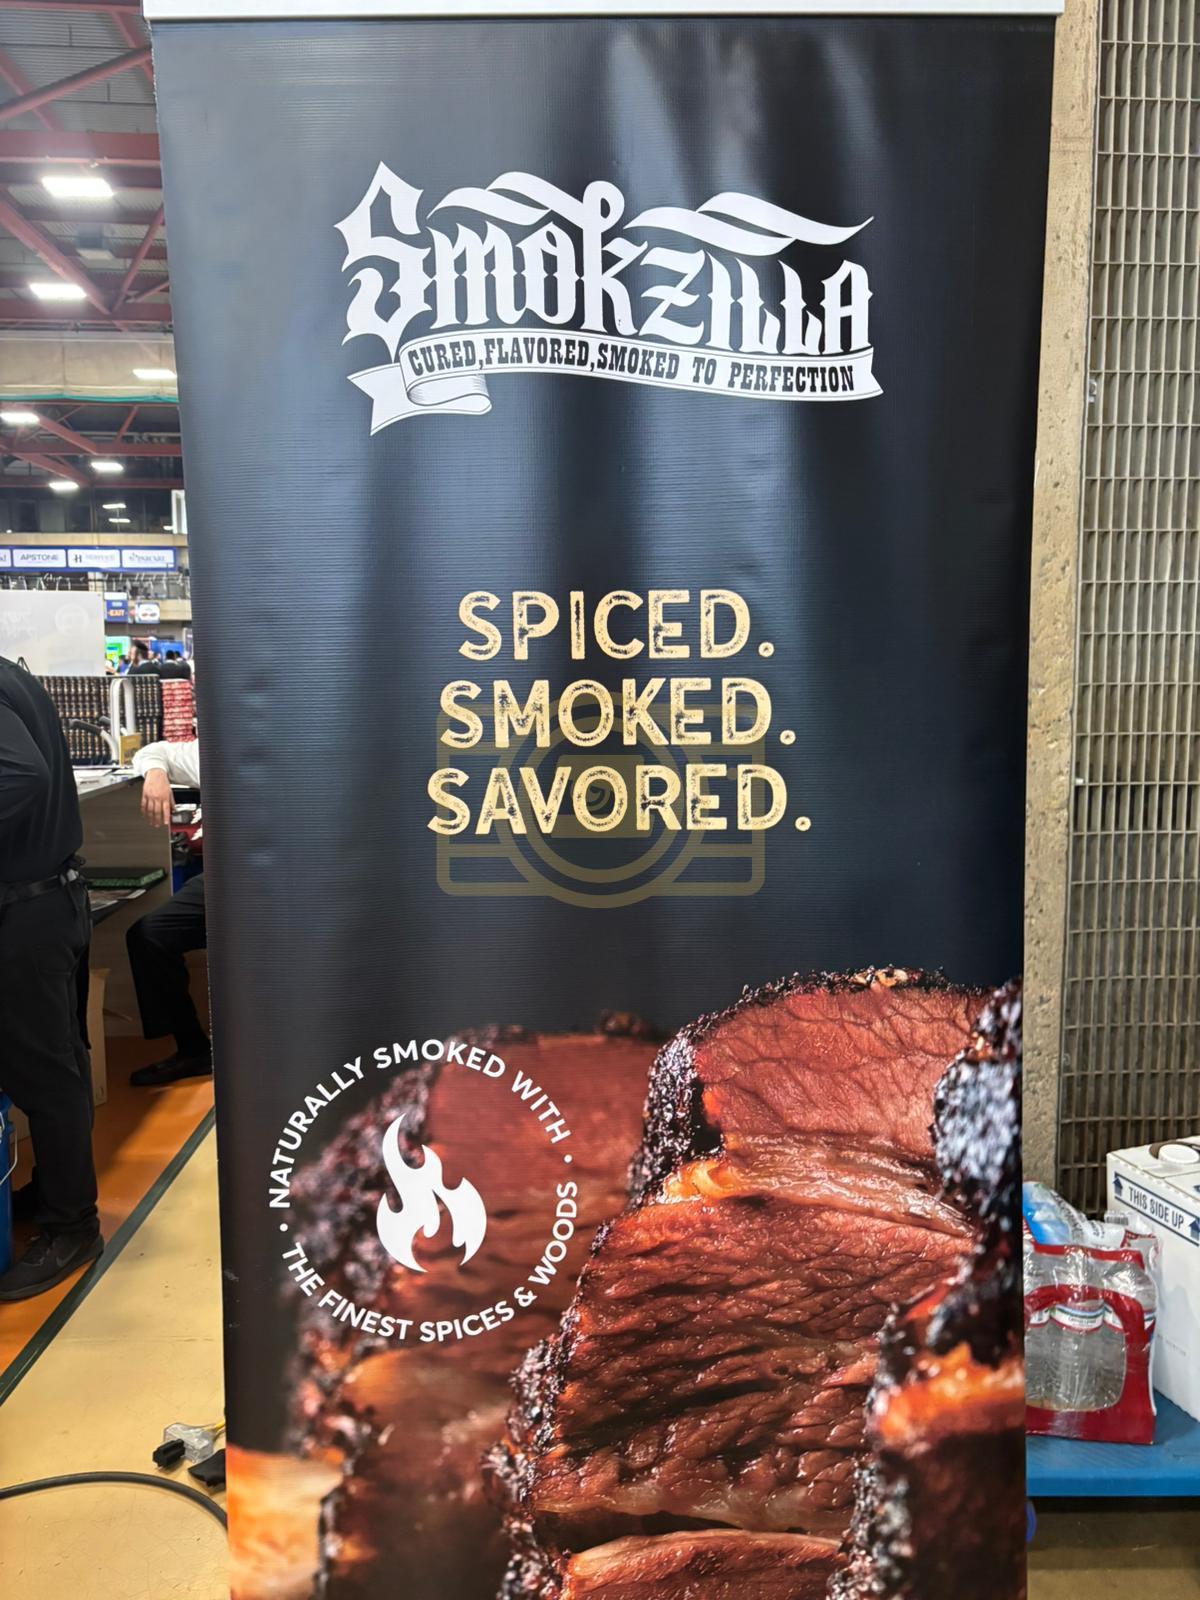 Smokzilla
CURED,FLAVORED,SMOKED TO PERFECTION
SPICED.
SMOKED.
SAVORED.
• NATURALLY SMOKED WITH •
THE FINEST SPICES & WOODS
APSTONE
EXIT
THIS SIDE UP